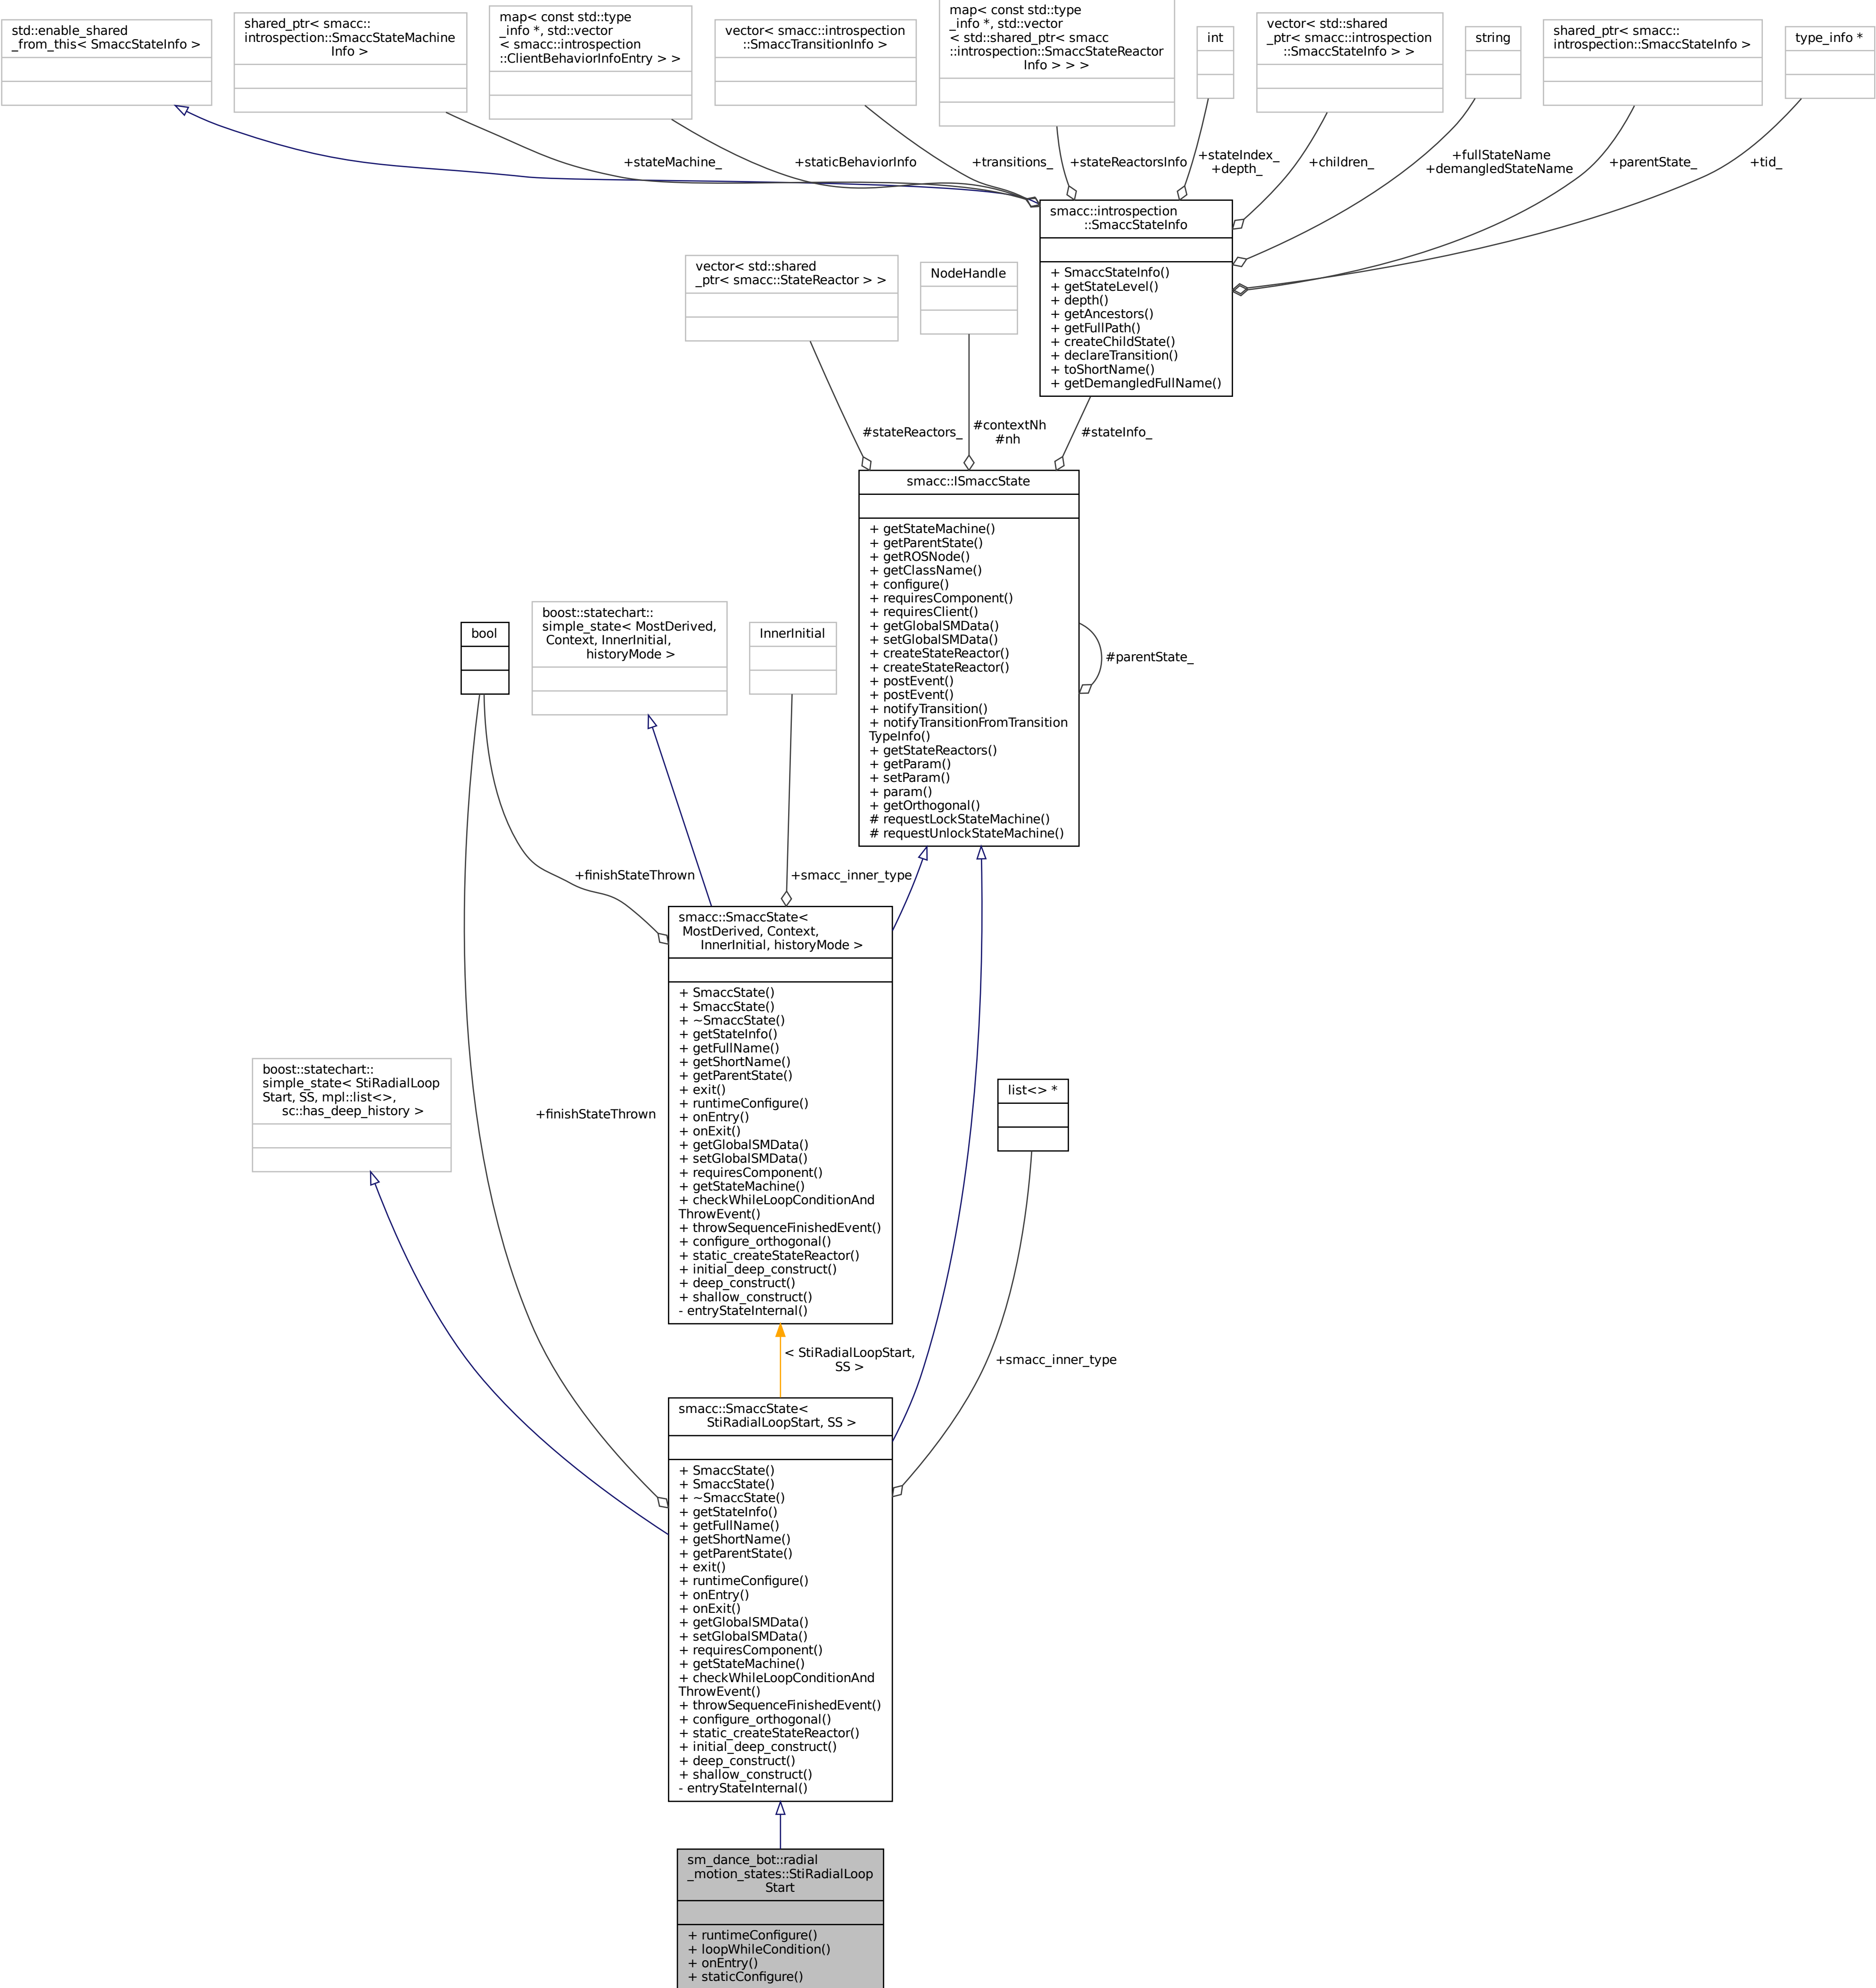 std::enable_shared
_from_this< SmaccStateInfo >
shared_ptr< smacc::
introspection::SmaccStateMachine
Info >
map< const std::type
_info *, std::vector
< smacc::introspection
::ClientBehaviorInfoEntry > >
vector< smacc::introspection
::SmaccTransitionInfo >
map< const std::type
_info *, std::vector
< std::shared_ptr< smacc
::introspection::SmaccStateReactor
Info > > >
int
vector< std::shared
_ptr< smacc::introspection
::SmaccStateInfo > >
string
shared_ptr< smacc::
introspection::SmaccStateInfo >
type_info *
+stateMachine_
+staticBehaviorInfo
+transitions_
+stateReactorsInfo
+stateIndex_
+depth_
+children_
+fullStateName
+demangledStateName
+parentState_
+tid_
smacc::introspection
::SmaccStateInfo
+ SmaccStateInfo()
+ getStateLevel()
+ depth()
+ getAncestors()
+ getFullPath()
+ createChildState()
+ declareTransition()
+ toShortName()
+ getDemangledFullName()
vector< std::shared
_ptr< smacc::StateReactor > >
NodeHandle
#stateReactors_
#contextNh
#nh
#stateInfo_
smacc::ISmaccState
+ getStateMachine()
+ getParentState()
+ getROSNode()
+ getClassName()
+ configure()
+ requiresComponent()
+ requiresClient()
+ getGlobalSMData()
+ setGlobalSMData()
+ createStateReactor()
+ createStateReactor()
+ postEvent()
+ postEvent()
+ notifyTransition()
+ notifyTransitionFromTransition
TypeInfo()
+ getStateReactors()
+ getParam()
+ setParam()
+ param()
+ getOrthogonal()
# requestLockStateMachine()
# requestUnlockStateMachine()
#parentState_
bool
boost::statechart::
simple_state< MostDerived,
Context, InnerInitial,
historyMode >
InnerInitial
+finishStateThrown
+smacc_inner_type
smacc::SmaccState<
MostDerived, Context,
InnerInitial, historyMode >
+ SmaccState()
+ SmaccState()
+ ~SmaccState()
+ getStateInfo()
+ getFullName()
+ getShortName()
+ getParentState()
+ exit()
+ runtimeConfigure()
+ onEntry()
+ onExit()
+ getGlobalSMData()
+ setGlobalSMData()
+ requiresComponent()
+ getStateMachine()
+ checkWhileLoopConditionAnd
ThrowEvent()
+ throwSequenceFinishedEvent()
+ configure_orthogonal()
+ static_createStateReactor()
+ initial_deep_construct()
+ deep_construct()
+ shallow_construct()
- entryStateInternal()
boost::statechart::
simple_state< StiRadialLoop
Start, SS, mpl::list<>,
sc::has_deep_history >
+finishStateThrown
list<> *
< StiRadialLoopStart,
SS >
+smacc_inner_type
smacc::SmaccState<
StiRadialLoopStart, SS >
+ SmaccState()
+ SmaccState()
+ ~SmaccState()
+ getStateInfo()
+ getFullName()
+ getShortName()
+ getParentState()
+ exit()
+ runtimeConfigure()
+ onEntry()
+ onExit()
+ getGlobalSMData()
+ setGlobalSMData()
+ requiresComponent()
+ getStateMachine()
+ checkWhileLoopConditionAnd
ThrowEvent()
+ throwSequenceFinishedEvent()
+ configure_orthogonal()
+ static_createStateReactor()
+ initial_deep_construct()
+ deep_construct()
+ shallow_construct()
- entryStateInternal()
sm_dance_bot::radial
_motion_states::StiRadialLoop
Start
+ runtimeConfigure()
+ loopWhileCondition()
+ onEntry()
+ staticConfigure()